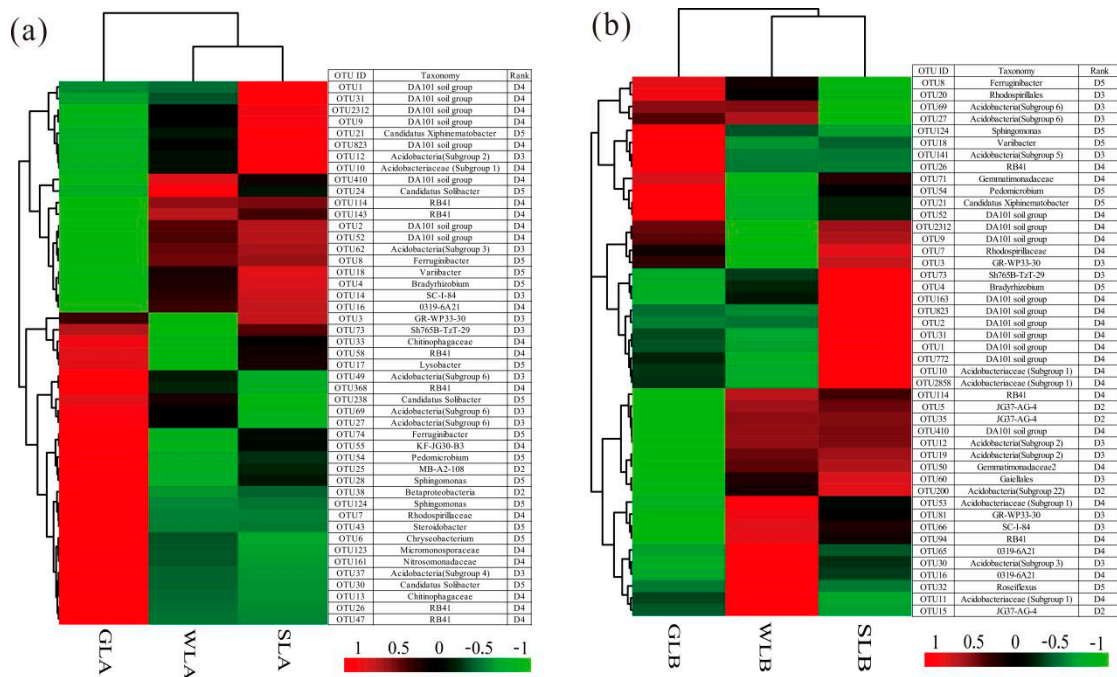 (a)
OTU ID Taxonomy Rank
OTU1 DA101 soil group D4
OTU31 DA101 soil group D4
OTU2312 DA101 soil group D4
OTU9 DA101 soil group D4
OTU21 Candidatus Xiphinematobacter D5
OTU823 DA101 soil group D4
OTU12 Acidobacteria(Subgroup 2) D3
OTU10 Acidobacteriaceae (Subgroup 1) D4
OTU410 DA101 soil group D4
OTU24 Candidatus Solibacter D5
OTU114 RB41 D4
OTU143 RB41 D4
OTU2 DA101 soil group D4
OTU52 DA101 soil group D4
OTU62 Acidobacteria(Subgroup 3) D3
OTU8 Ferruginibacter D5
OTU18 Variibacter D5
OTU4 Bradyrhizobium D5
OTU14 SC-I-84 D3
OTU16 0319-6A21 D4
OTU3 GR-WP33-30 D3
OTU73 Sh765B-TzT-29 D3
OTU33 Chitinophagaceae D4
OTU58 RB41 D4
OTU17 Lysobacter D5
OTU49 Acidobacteria(Subgroup 6) D3
OTU368 RB41 D4
OTU238 Candidatus Solibacter D5
OTU69 Acidobacteria(Subgroup 6) D3
OTU27 Acidobacteria(Subgroup 6) D3
OTU74 Ferruginibacter D5
OTU55 KF-JG30-B3 D4
OTU54 Pedomicrobium D5
OTU25 MB-A2-108 D2
OTU28 Sphingomonas D5
OTU38 Betaproteobacteria D2
OTU124 Sphingomonas D5
OTU7 Rhodospirillaceae D4
OTU43 Steroidobacter D5
OTU6 Chryseobacterium D5
OTU123 Micromonosporaceae D4
OTU161 Nitrosomonadaceae D4
OTU37 Acidobacteria(Subgroup 4) D3
OTU30 Candidatus Solibacter D5
OTU13 Chitinophagaceae D4
OTU26 RB41 D4
OTU47 RB41 D4
GLA WLA SLA
1 0.5 0 -0.5 -1
(b)
OTU ID Taxonomy Rank
OTU8 Ferruginibacter D5
OTU20 Rhodospirillales D3
OTU69 Acidobacteria(Subgroup 6) D3
OTU27 Acidobacteria(Subgroup 6) D3
OTU124 Sphingomonas D5
OTU18 Variibacter D5
OTU141 Acidobacteria(Subgroup 5) D3
OTU26 RB41 D4
OTU71 Gemmatimonadaceae D4
OTU54 Pedomicrobium D5
OTU21 Candidatus Xiphinematobacter D5
OTU52 DA101 soil group D4
OTU2312 DA101 soil group D4
OTU9 DA101 soil group D4
OTU7 Rhodospirillaceae D4
OTU3 GR-WP33-30 D3
OTU73 Sh765B-TzT-29 D3
OTU4 Bradyrhizobium D5
OTU163 DA101 soil group D4
OTU823 DA101 soil group D4
OTU2 DA101 soil group D4
OTU31 DA101 soil group D4
OTU1 DA101 soil group D4
OTU772 DA101 soil group D4
OTU10 Acidobacteriaceae (Subgroup 1) D4
OTU2858 Acidobacteriaceae (Subgroup 1) D4
OTU114 RB41 D4
OTU5 JG37-AG-4 D2
OTU35 JG37-AG-4 D2
OTU410 DA101 soil group D4
OTU12 Acidobacteria(Subgroup 2) D3
OTU19 Acidobacteria(Subgroup 2) D3
OTU50 Gemmatimonadaceae2 D4
OTU60 Gaiellales D3
OTU200 Acidobacteria(Subgroup 22) D2
OTU53 Acidobacteriaceae (Subgroup 1) D4
OTU81 GR-WP33-30 D3
OTU66 SC-I-84 D3
OTU94 RB41 D4
OTU65 0319-6A21 D4
OTU30 Acidobacteria(Subgroup 3) D3
OTU16 0319-6A21 D4
OTU32 Roseiflexus D5
OTU11 Acidobacteriaceae (Subgroup 1) D4
OTU15 JG37-AG-4 D2
GLB WLB SLB
1 0.5 0 -0.5 -1